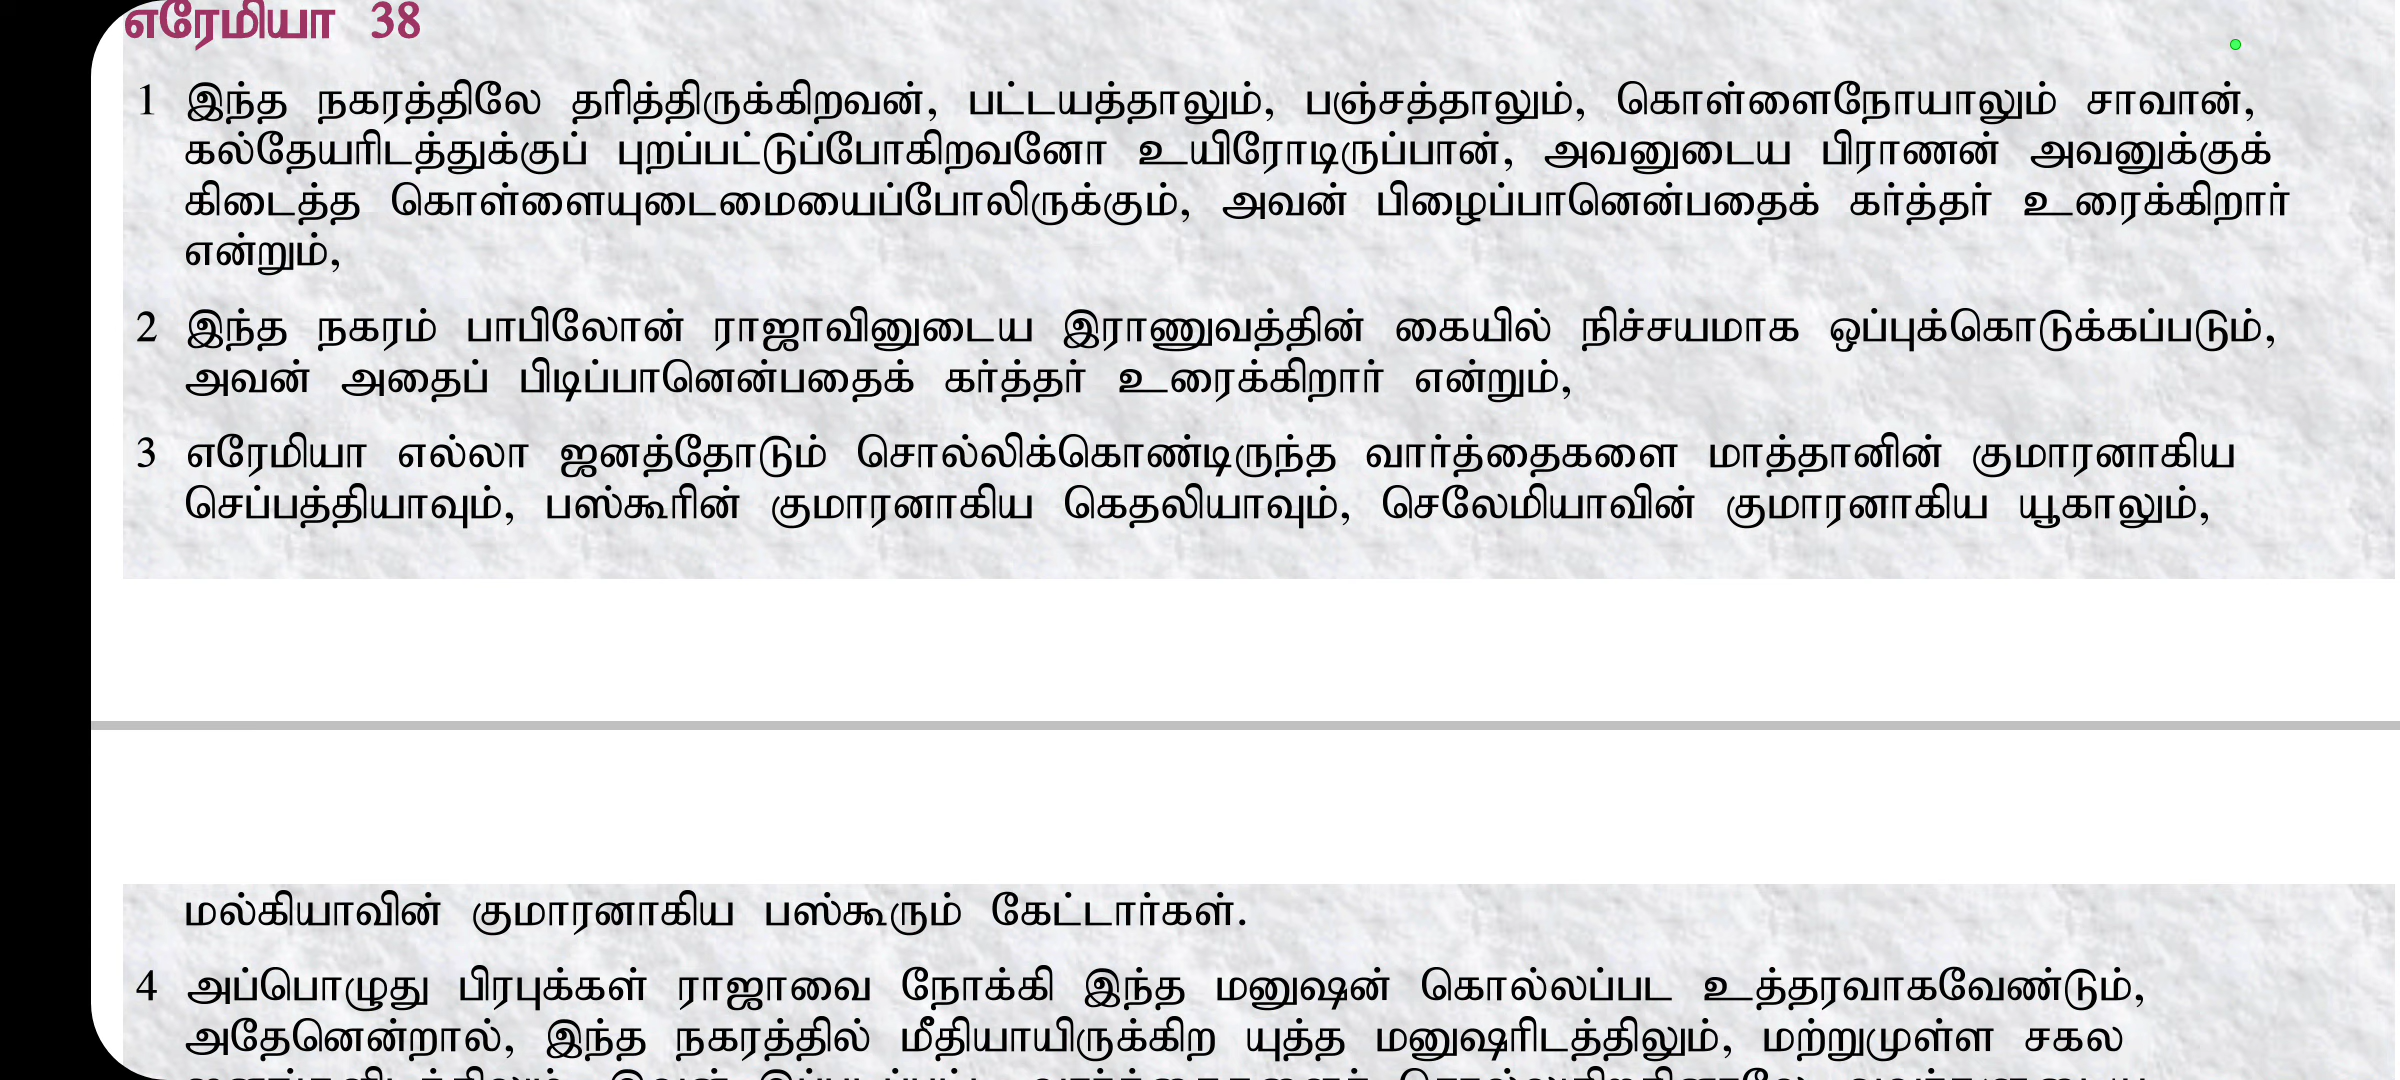 எரேமியா 38
1 இந்த நகரத்திலே தரித்திருக்கிறவன், பட்டயத்தாலும், பஞ்சத்தாலும், கொள்ளைநோயாலும் சாவான்,
கல்தேயரிடத்துக்குப் புறப்பட்டுப்போகிறவனோ உயிரோடிருப்பான், அவனுடைய பிராணன் அவனுக்குக்
கிடைத்த கொள்ளையுடைமையைப்போலிருக்கும், அவன் பிழைப்பானென்பதைக் கர்த்தர் உரைக்கிறார்
என்றும்,
2 இந்த நகரம் பாபிலோன் ராஜாவினுடைய இராணுவத்தின் கையில் நிச்சயமாக ஒப்புக்கொடுக்கப்படும்,
அவன் அதைப் பிடிப்பானென்பதைக் கர்த்தர் உரைக்கிறார் என்றும்,
3 எரேமியா எல்லா ஜனத்தோடும் சொல்லிக்கொண்டிருந்த வார்த்தைகளை மாத்தானின் குமாரனாகிய
செப்பத்தியாவும், பஸ்கூரின் குமாரனாகிய கெதலியாவும், செலேமியாவின் குமாரனாகிய யூகாலும்,
மல்கியாவின் குமாரனாகிய பஸ்கூரும் கேட்டார்கள்.
4 அப்பொழுது பிரபுக்கள் ராஜாவை நோக்கி இந்த மனுஷன் கொல்லப்பட உத்தரவாகவேண்டும்,
அதேனென்றால், இந்த நகரத்தில் மீதியாயிருக்கிற யுத்த மனுஷரிடத்திலும், மற்றுமுள்ள சகல